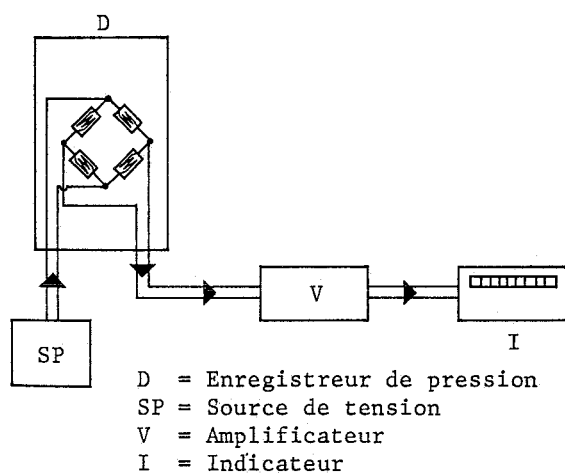 D
V
SP
I
D = Enregistreur de pression
SP = Source de tension
V = Amplificateur
I = Indicateur